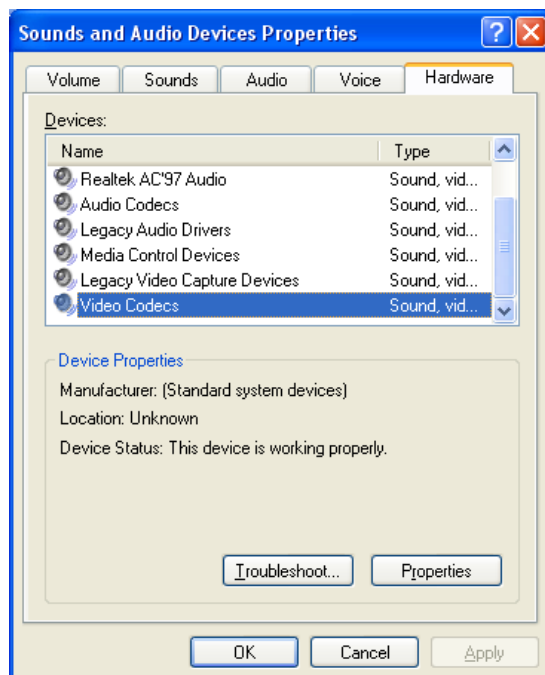 Sounds and Audio Devices Properties
Volume Sounds Audio Voice Hardware
Devices:
Name Type
Realtek AC'97 Audio Sound, vid...
Audio Codecs Sound, vid...
Legacy Audio Drivers Sound, vid...
Media Control Devices Sound, vid...
Legacy Video Capture Devices Sound, vid...
Video Codecs Sound, vid...
Device Properties
Manufacturer: (Standard system devices)
Location: Unknown
Device Status: This device is working properly.
Troubleshoot... Properties
OK Cancel Apply